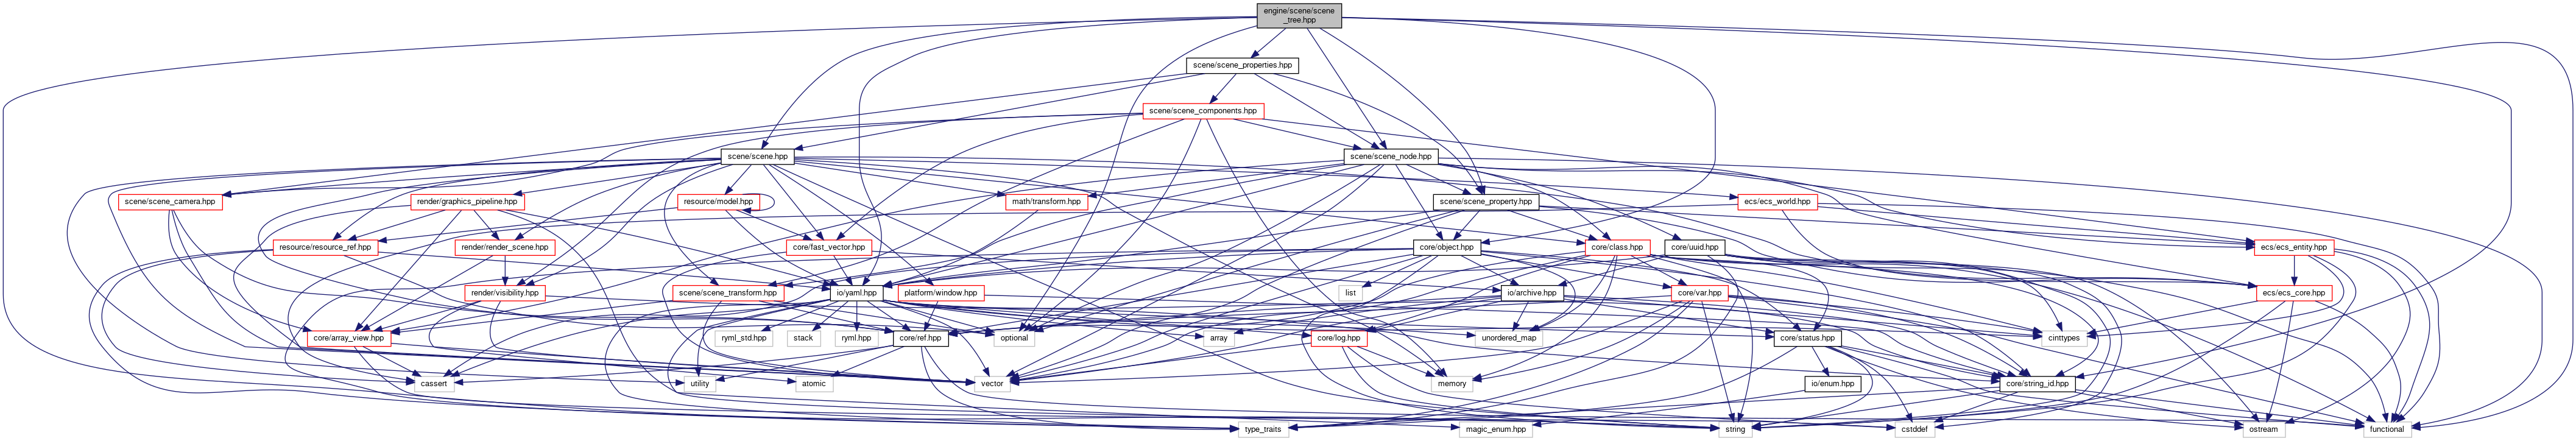 engine/scene/scene
_tree.hpp
scene/scene_properties.hpp
scene/scene_components.hpp
scene/scene.hpp
scene/scene_node.hpp
scene/scene_camera.hpp
render/graphics_pipeline.hpp
resource/model.hpp
math/transform.hpp
scene/scene_property.hpp
ecs/ecs_world.hpp
resource/resource_ref.hpp
render/render_scene.hpp
core/fast_vector.hpp
core/object.hpp
core/class.hpp
core/uuid.hpp
ecs/ecs_entity.hpp
render/visibility.hpp
scene/scene_transform.hpp
io/yaml.hpp
platform/window.hpp
list
io/archive.hpp
core/var.hpp
ecs/ecs_core.hpp
core/array_view.hpp
ryml_std.hpp
stack
ryml.hpp
core/ref.hpp
optional
array
core/log.hpp
unordered_map
core/status.hpp
cinttypes
cassert
utility
atomic
vector
memory
io/enum.hpp
core/string_id.hpp
type_traits
magic_enum.hpp
string
cstddef
ostream
functional